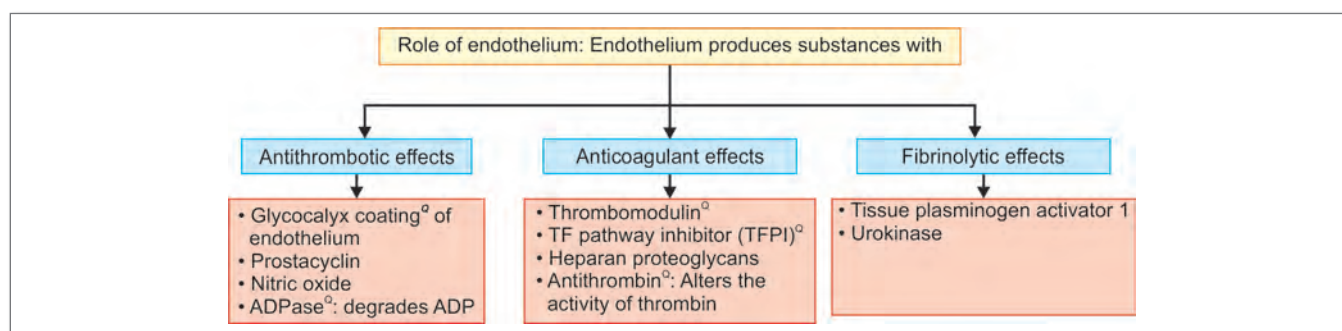 Role of endothelium: Endothelium produces substances with
Antithrombotic effects
• Glycocalyx coatingQ of
endothelium
• Prostacyclin
• Nitric oxide
• ADPaseQ: degrades ADP
Anticoagulant effects
• ThrombomodulinQ
• TF pathway inhibitor (TFPI)Q
• Heparan proteoglycans
• AntithrombinQ: Alters the
activity of thrombin
Fibrinolytic effects
• Tissue plasminogen activator 1
• Urokinase